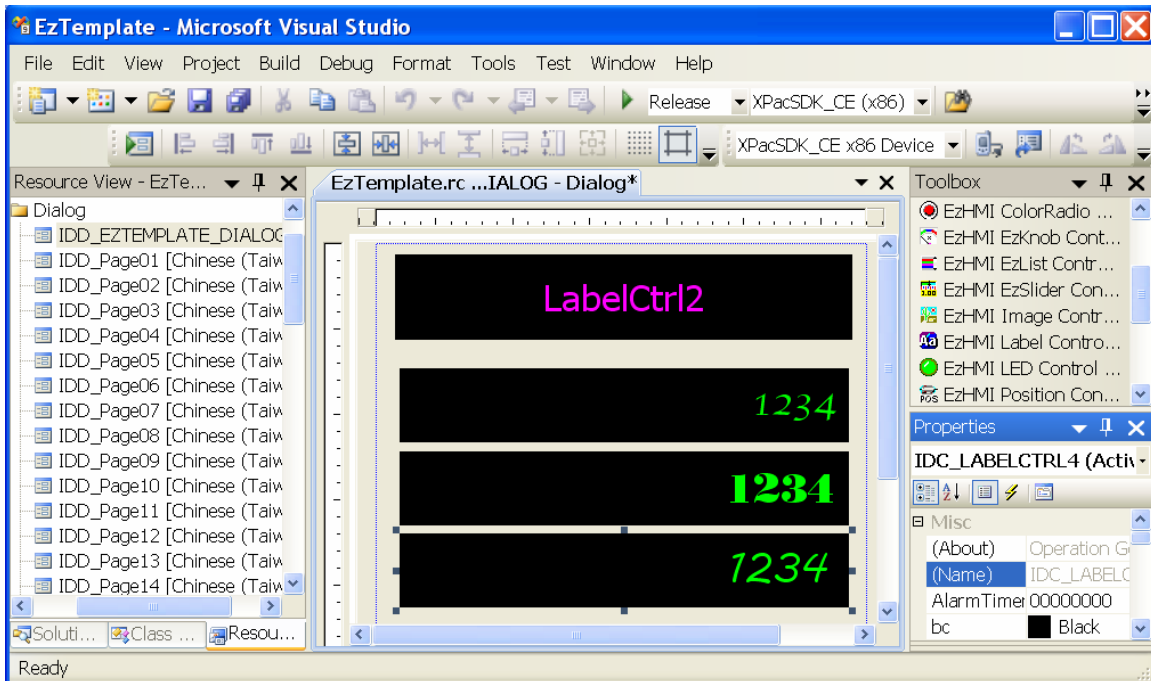 EzTemplate - Microsoft Visual Studio
File Edit View Project Build Debug Format Tools Test Window Help
Release XPacSDK_CE (x86)
XPacSDK_CE x86 Device
Resource View - EzTe...
Dialog
IDD_EZTEMPLATE_DIALOG
IDD_Page01 [Chinese (Taiw
IDD_Page02 [Chinese (Taiw
IDD_Page03 [Chinese (Taiw
IDD_Page04 [Chinese (Taiw
IDD_Page05 [Chinese (Taiw
IDD_Page06 [Chinese (Taiw
IDD_Page07 [Chinese (Taiw
IDD_Page08 [Chinese (Taiw
IDD_Page09 [Chinese (Taiw
IDD_Page10 [Chinese (Taiw
IDD_Page11 [Chinese (Taiw
IDD_Page12 [Chinese (Taiw
IDD_Page13 [Chinese (Taiw
IDD_Page14 [Chinese (Taiw
Soluti... Class ... Resou...
EzTemplate.rc ...IALOG - Dialog*
LabelCtrl2
1234
1234
1234
Toolbox
EzHMI ColorRadio ...
EzHMI EzKnob Cont...
EzHMI EzList Contr...
EzHMI EzSlider Con...
EzHMI Image Contr...
EzHMI Label Contro...
EzHMI LED Control ...
EzHMI Position Con...
Properties
IDC_LABELCTRL4 (Activ
Misc
(About) Operation G
(Name) IDC_LABELC
AlarmTimer 00000000
bc Black
Ready